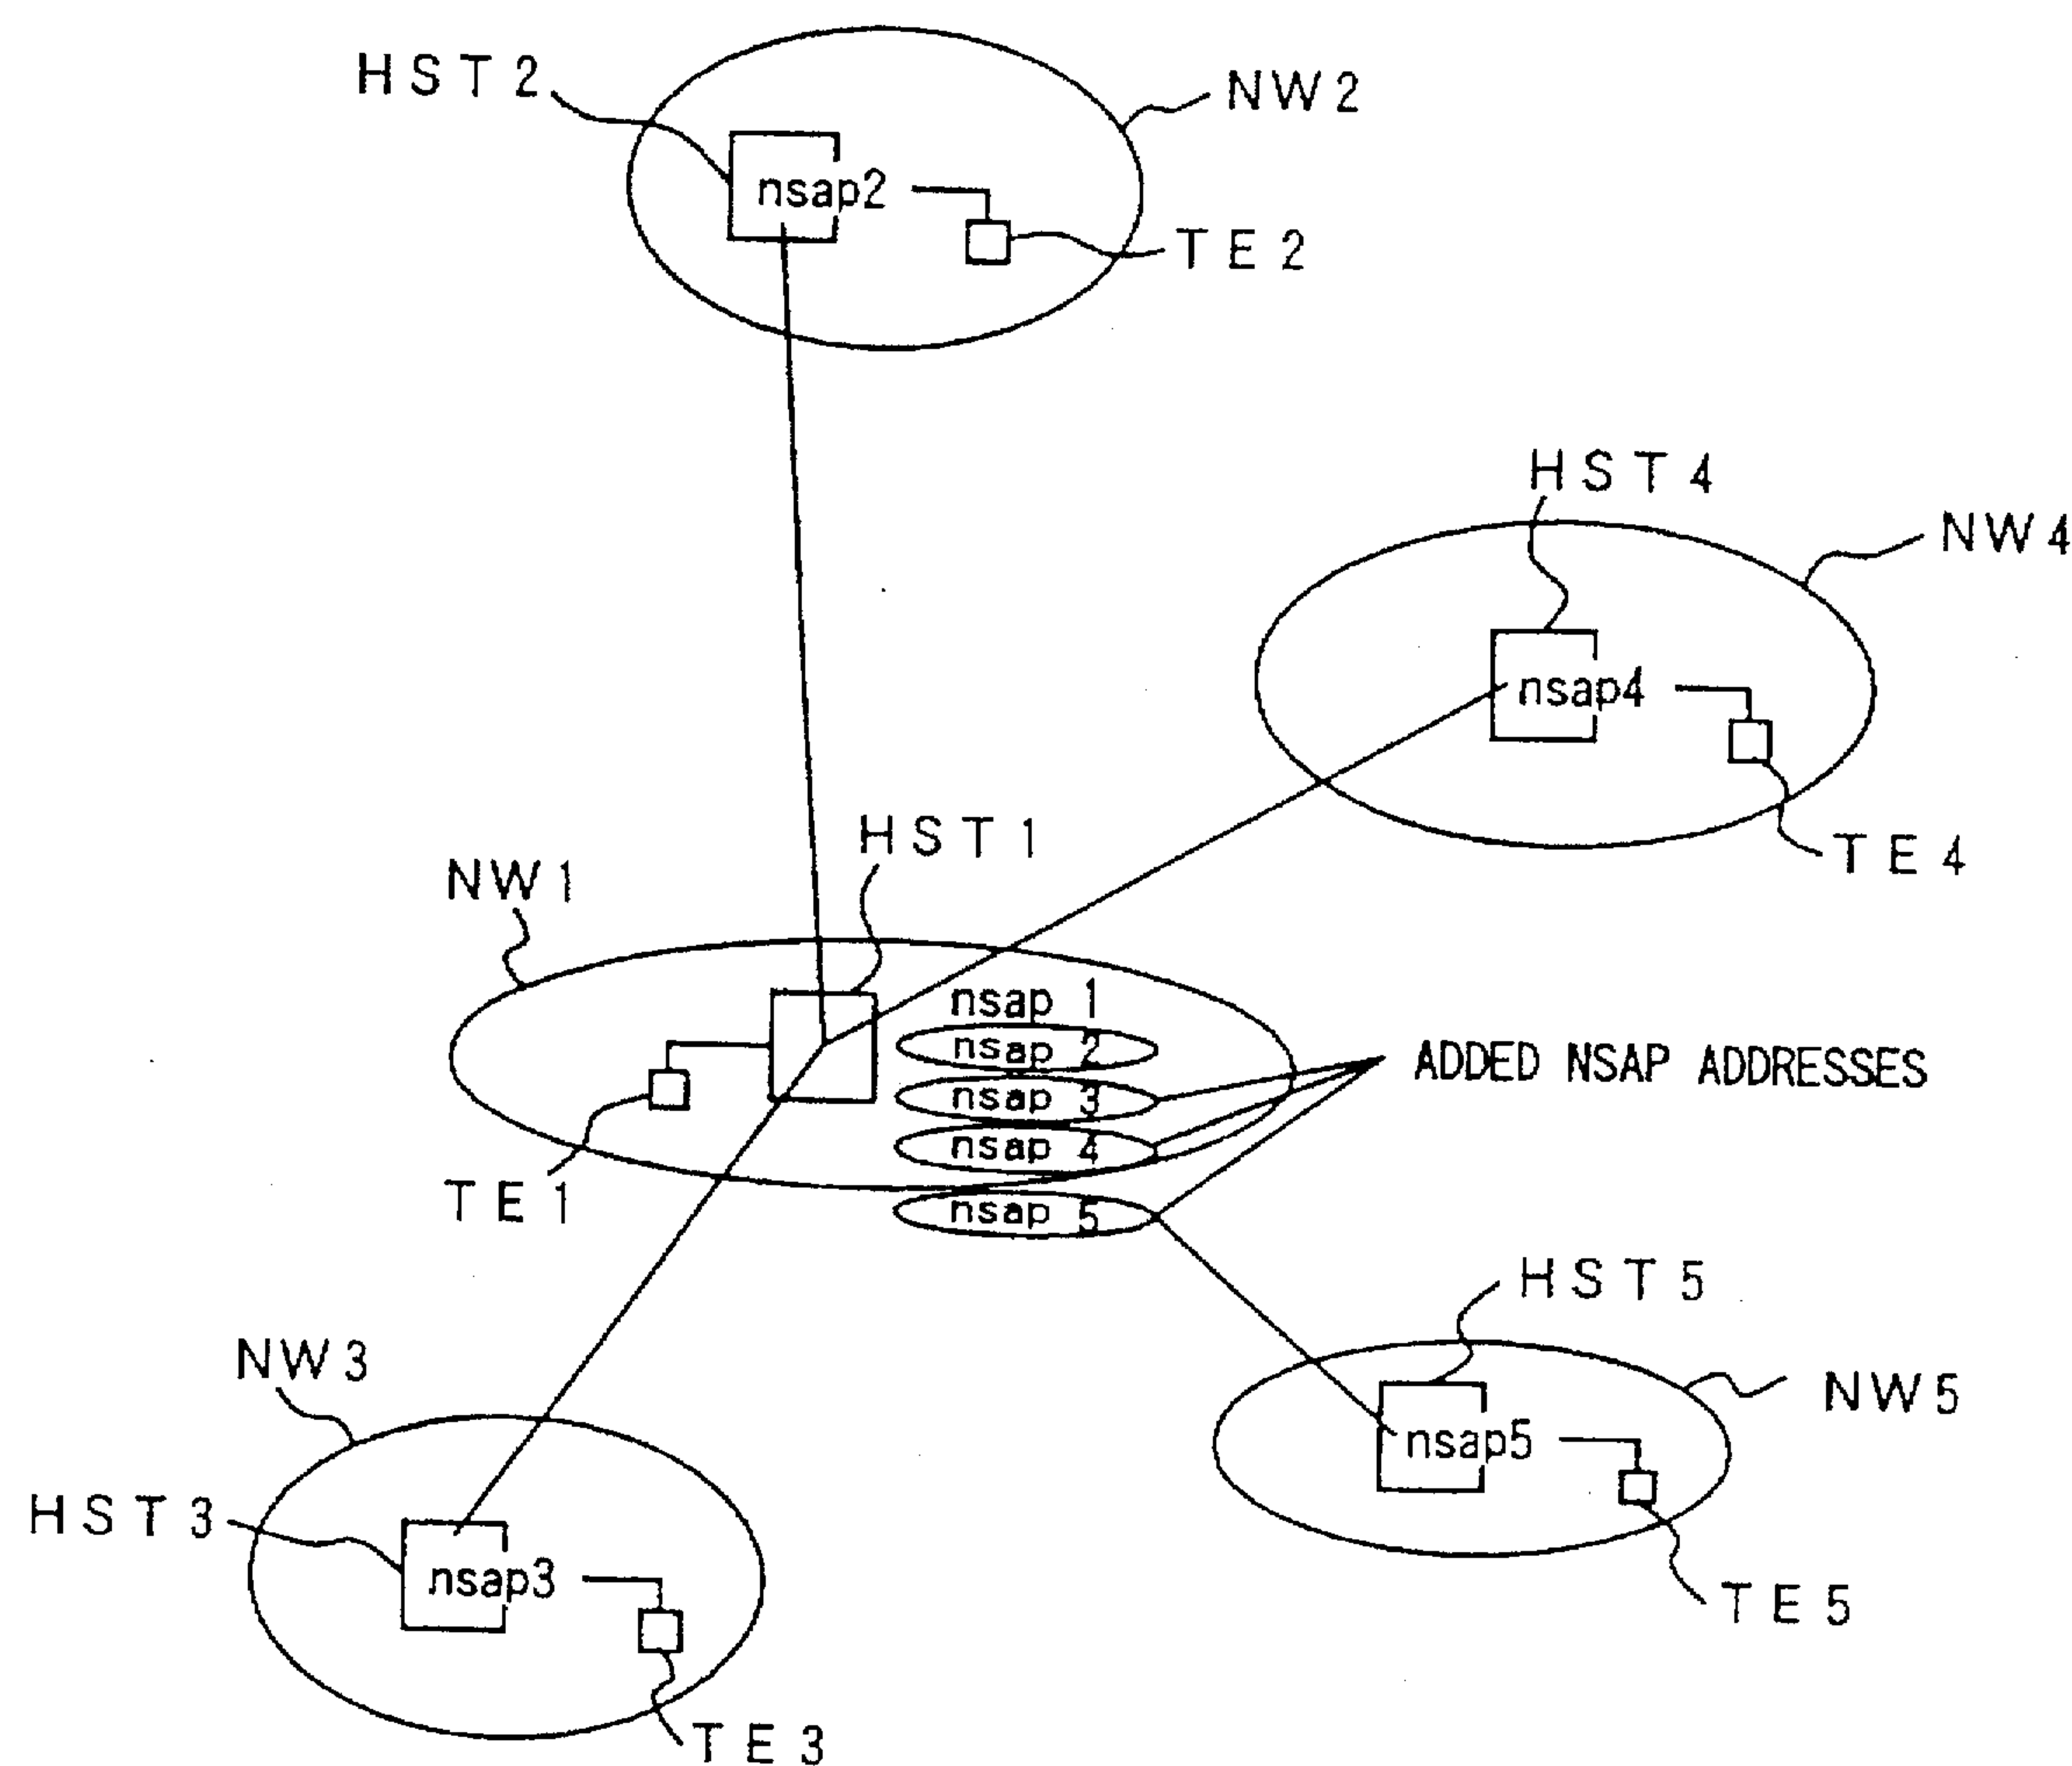 HST2
NW2
nsap2
TE2
HST4
NW4
nsap4
TE4
HST1
NW1
nsap 1
nsap 2
nsap 3
nsap 4
nsap 5
ADDED NSAP ADDRESSES
TE1
HST5
NW5
nsap5
TE5
NW3
HST3
nsap3
TE3